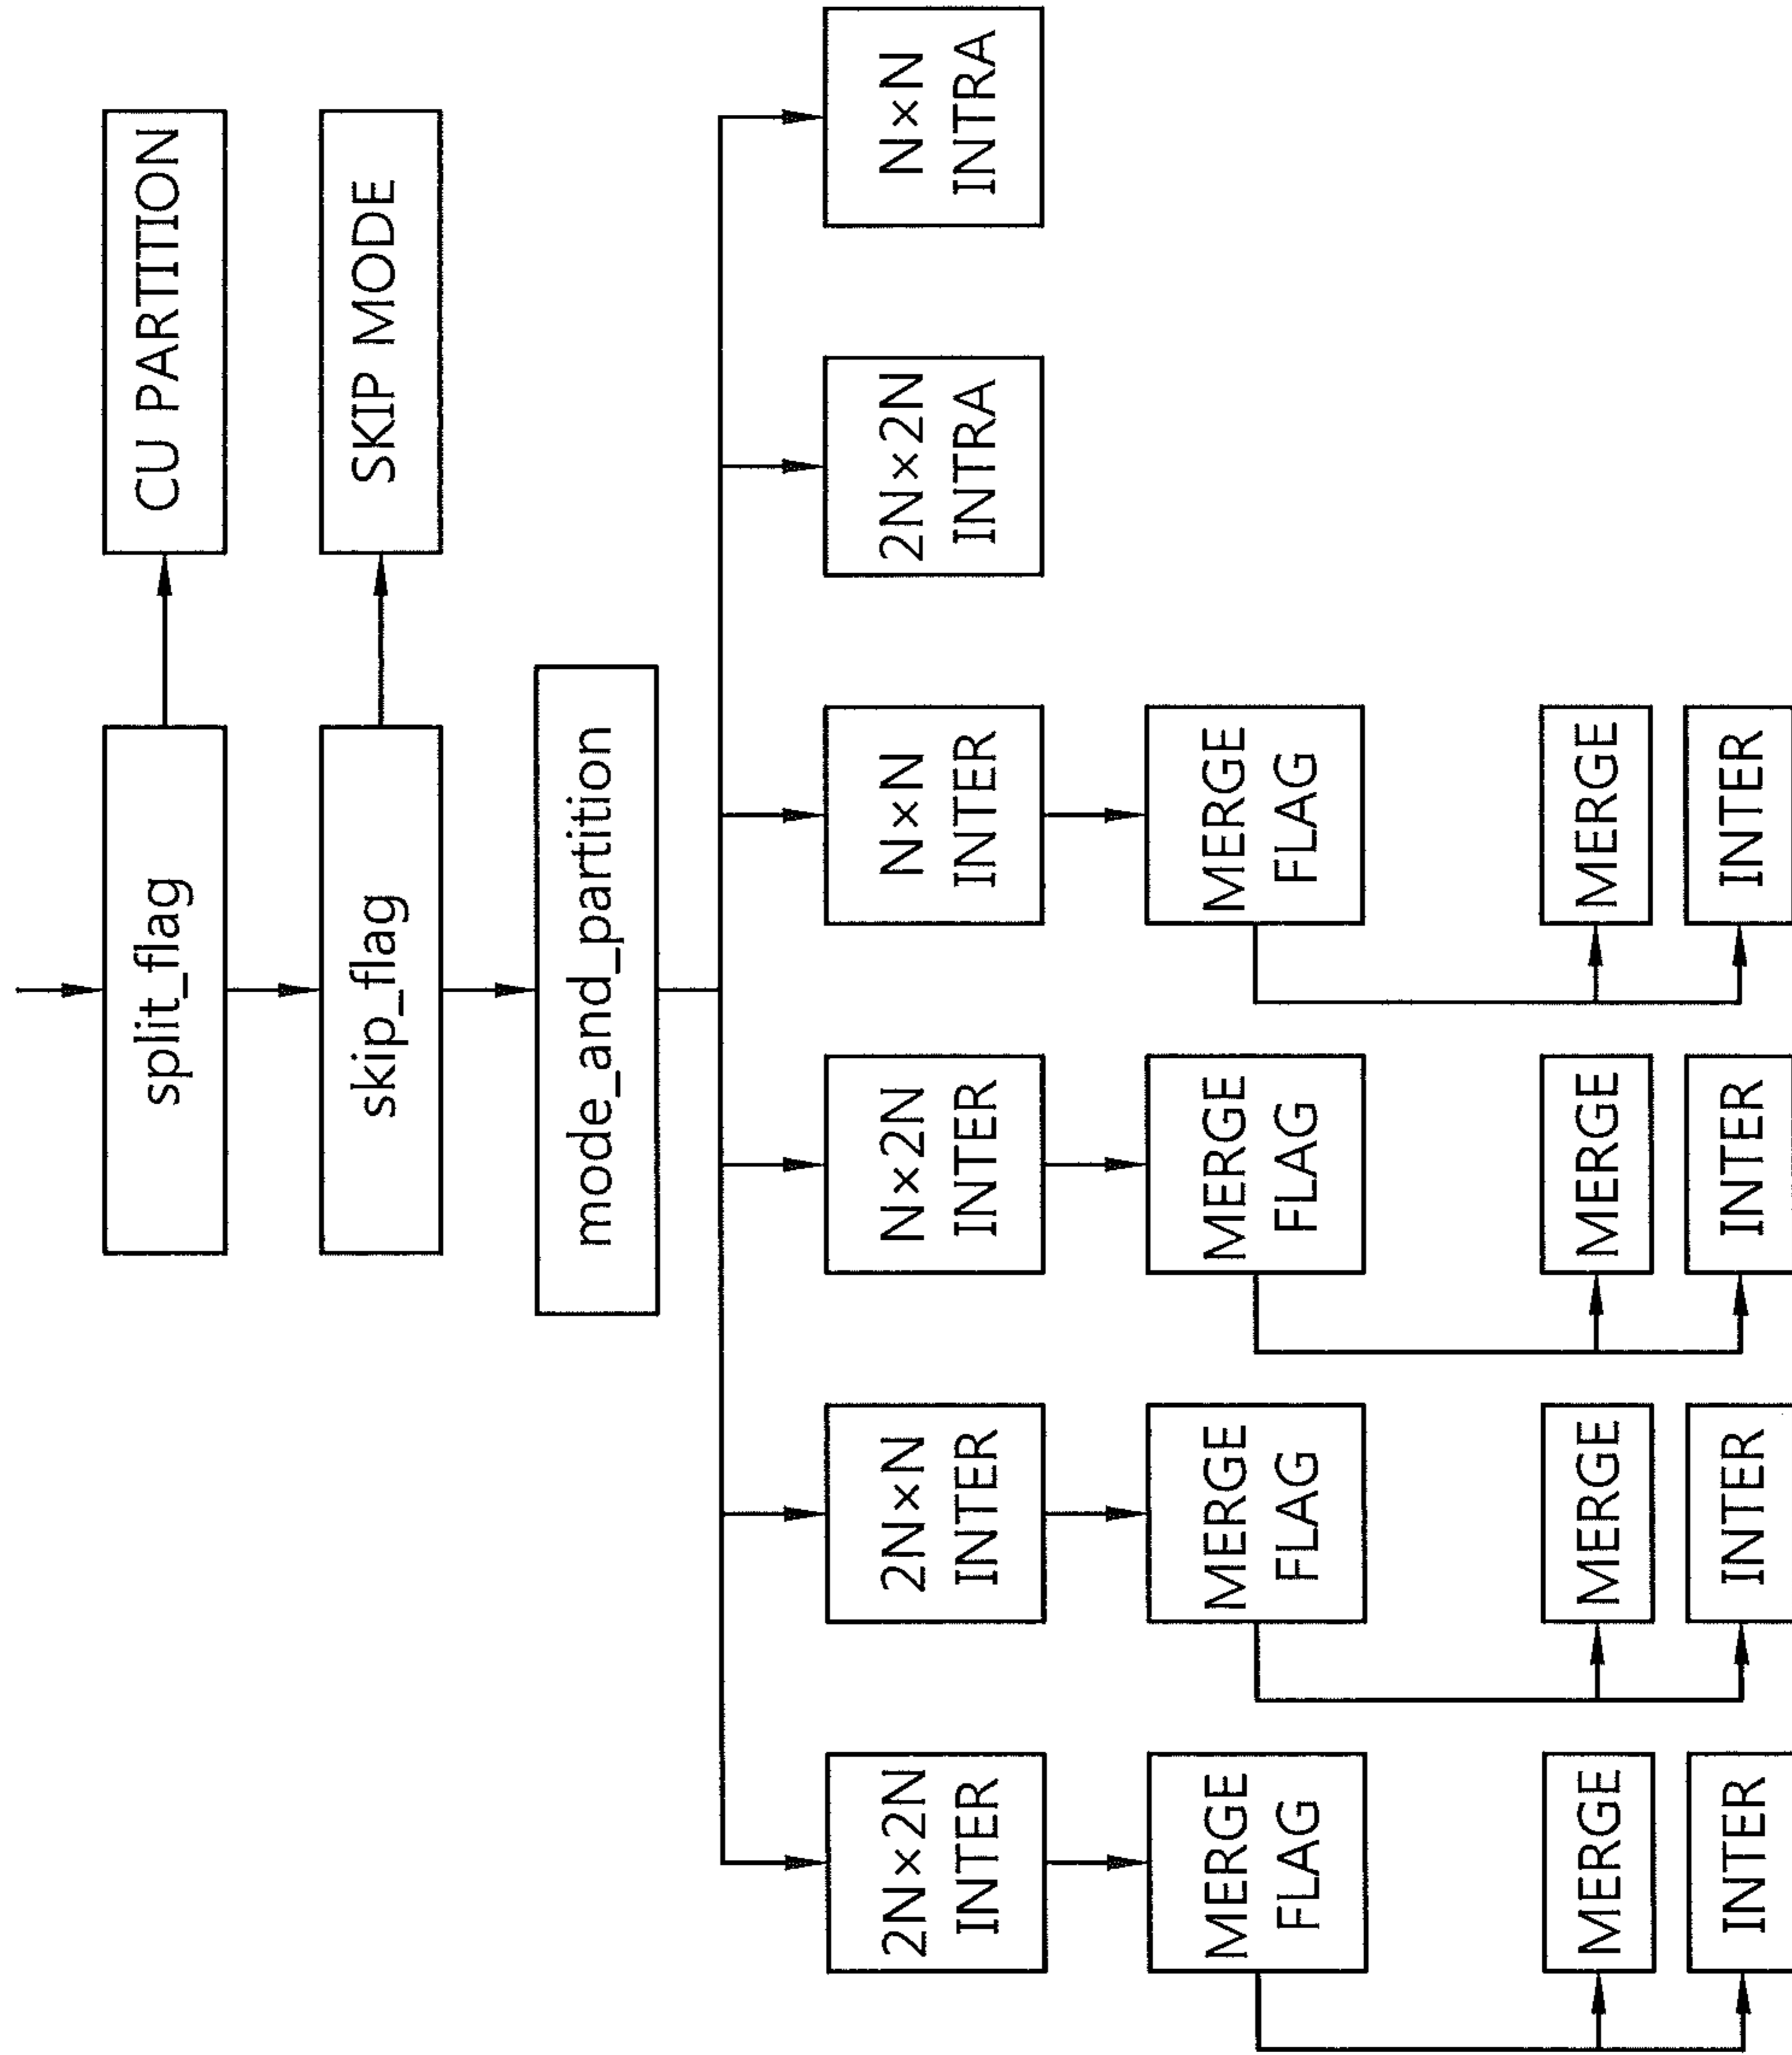 split_flag
CU PARTITION
skip_flag
SKIP MODE
mode_and_partition
2N×2N
INTER
2N×N
INTER
N×2N
INTER
N×N
INTER
2N×2N
INTRA
N×N
INTRA
MERGE
FLAG
MERGE
FLAG
MERGE
FLAG
MERGE
FLAG
MERGE
MERGE
MERGE
MERGE
INTER
INTER
INTER
INTER